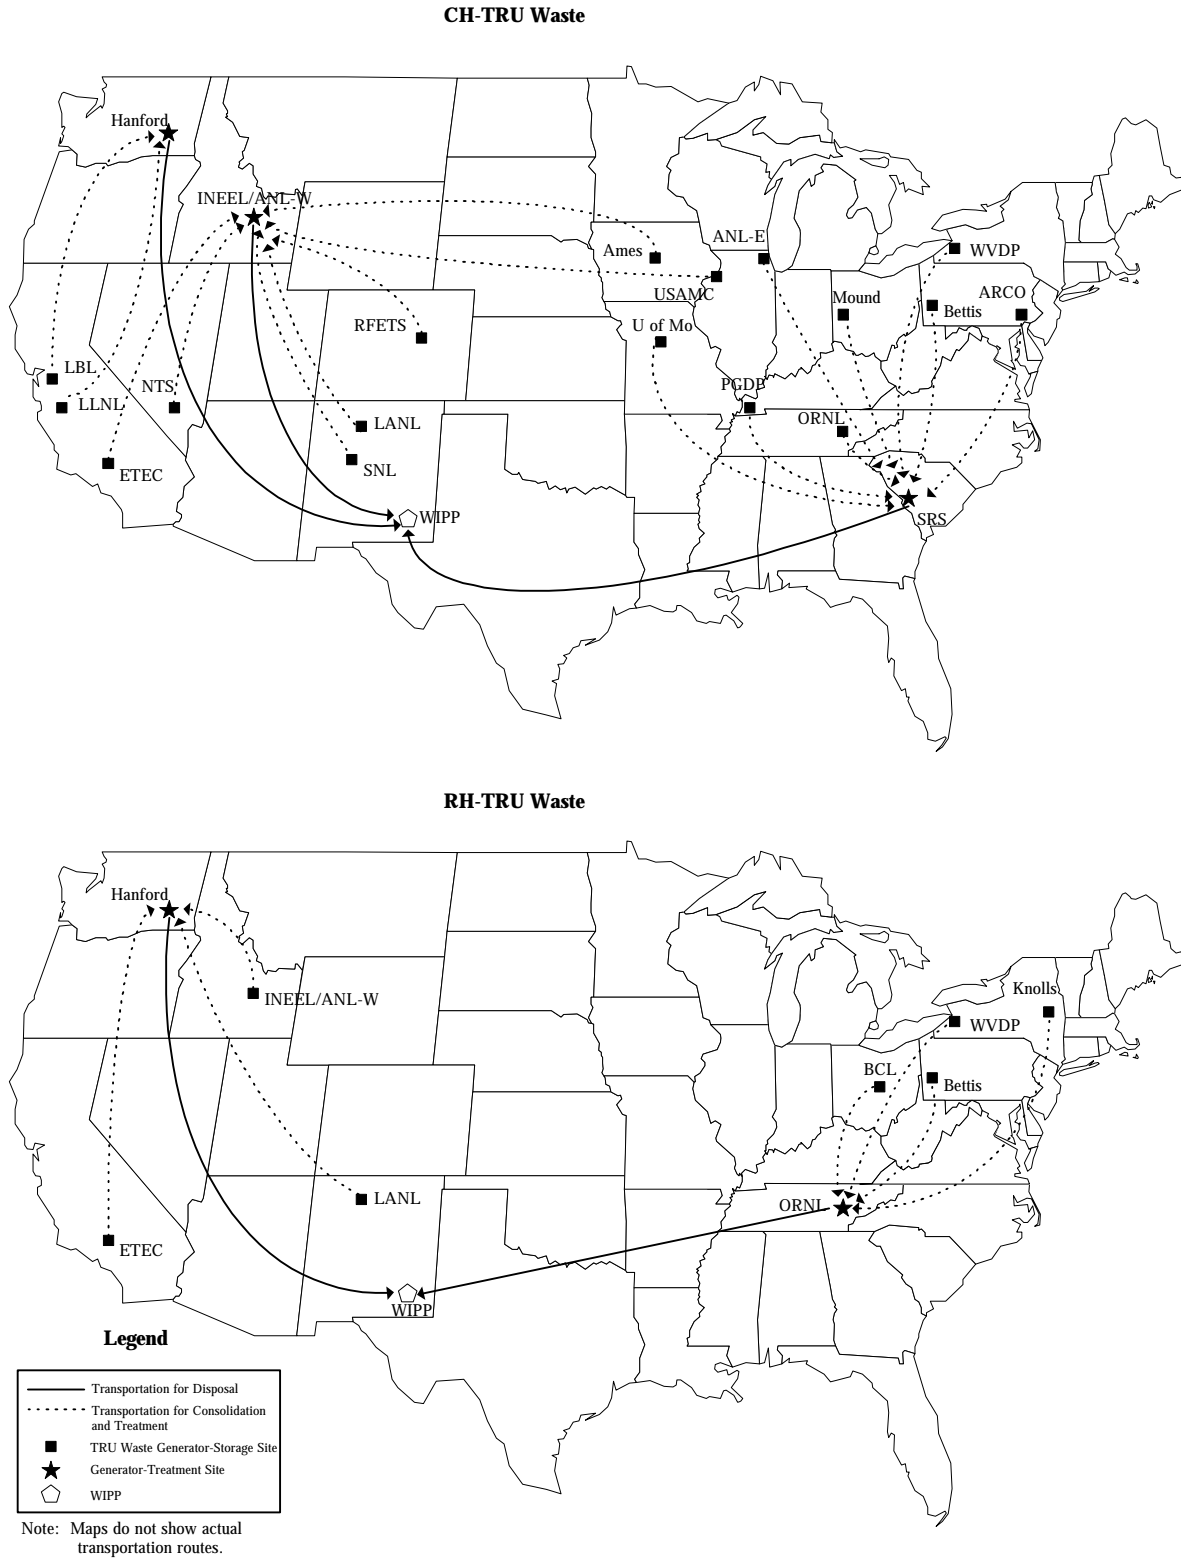 CH-TRU Waste
Hanford
INEEL/ANL-W
ANL-E
Ames
WVDP
USAMC
Mound
ARCO
Bettis
RFETS
U of Mo
LBL
NTS
PGDP
LLNL
LANL
ORNL
ETEC
SNL
WIPP
SRS
RH-TRU Waste
Hanford
INEEL/ANL-W
Knolls
WVDP
BCL
Bettis
LANL
ORNL
ETEC
WIPP
Legend
Transportation for Disposal
Transportation for Consolidation
and Treatment
TRU Waste Generator-Storage Site
Generator-Treatment Site
WIPP
Note: Maps do not show actual
transportation routes.